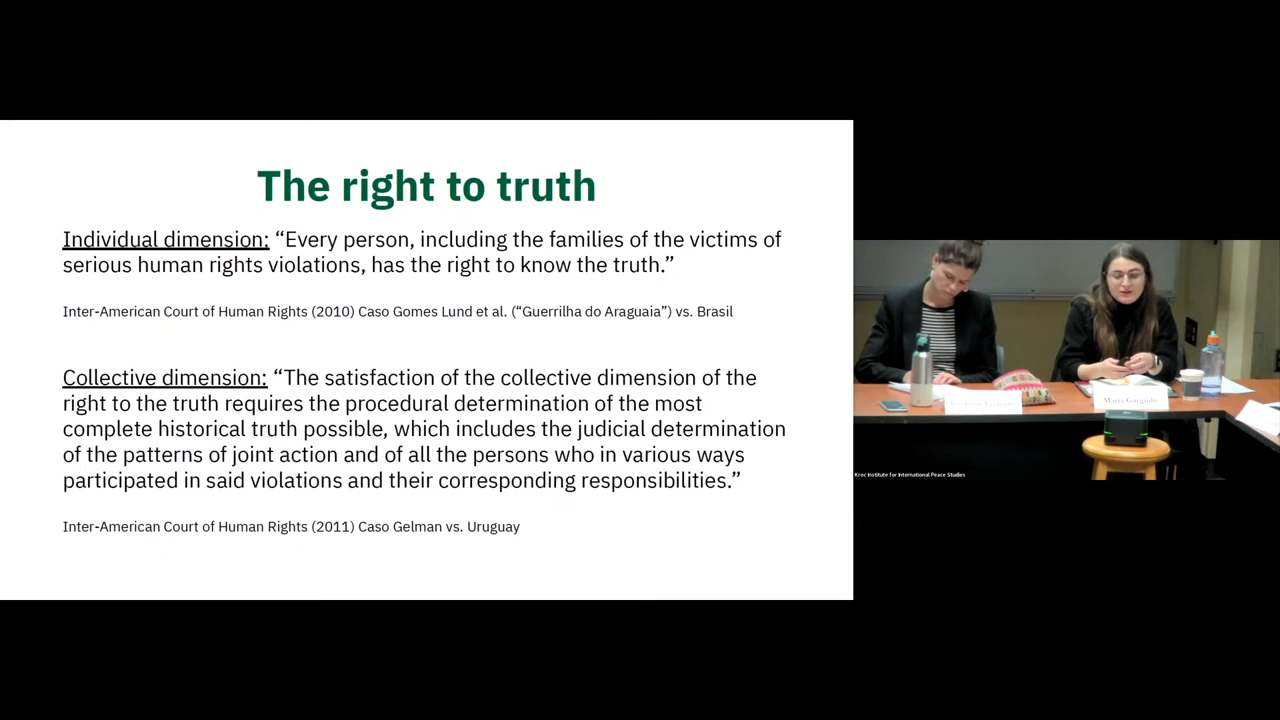 The right to truth
Individual dimension: “Every person, including the families of the victims of
serious human rights violations, has the right to know the truth.”
Inter-American Court of Human Rights (2010) Caso Gomes Lund et al. (“Guerrilha do Araguaia”) vs. Brasil
Collective dimension: “The satisfaction of the collective dimension of the
right to the truth requires the procedural determination of the most
complete historical truth possible, which includes the judicial determination
of the patterns of joint action and of all the persons who in various ways
participated in said violations and their corresponding responsibilities.”
Inter-American Court of Human Rights (2011) Caso Gelman vs. Uruguay
Maria Gargiulo
Kroc Institute for International Peace Studies